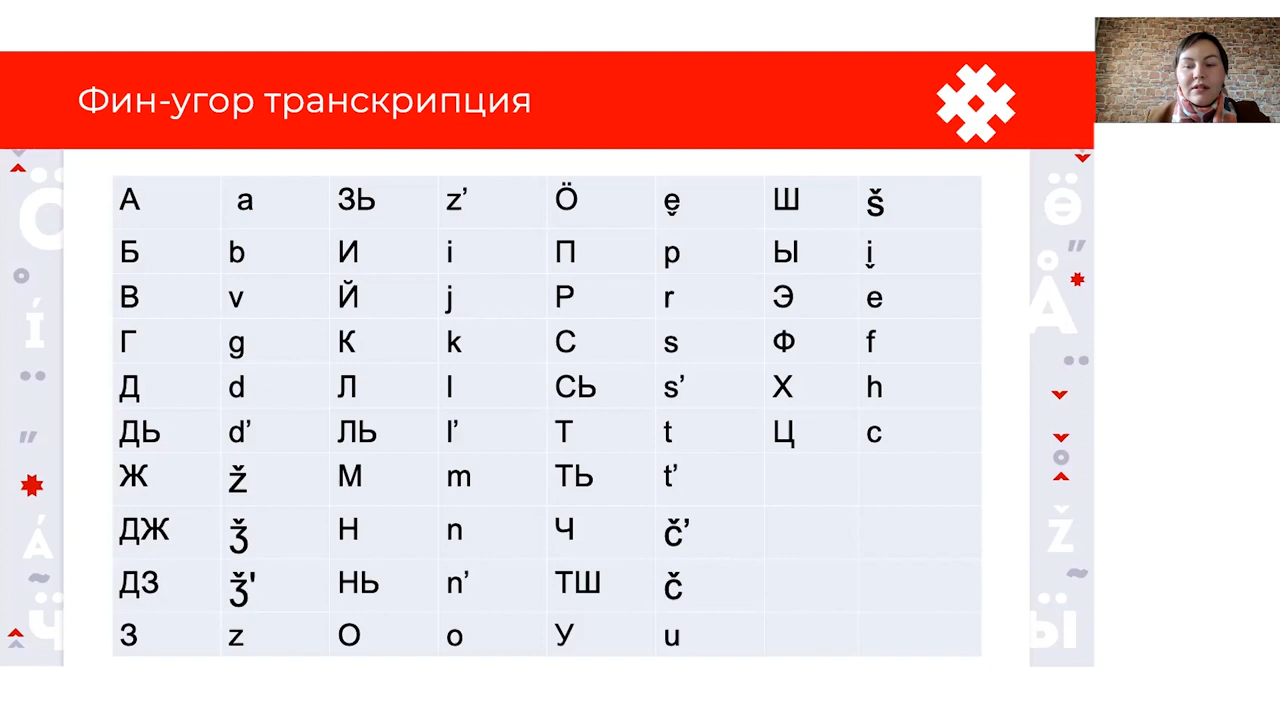 Фин-угор транскрипция
А a ЗЬ z’ Ö e̬ Ш š
Б b И i П p Ы i̬
В v Й j Р r Э e
Г g К k С s Ф f
Д d Л l СЬ s’ Х h
ДЬ d’ ЛЬ l’ Т t Ц c
Ж ž М m ТЬ t’
ДЖ ǯ Н n Ч č’
ДЗ ǯ' НЬ n’ ТШ č
З z О o У u